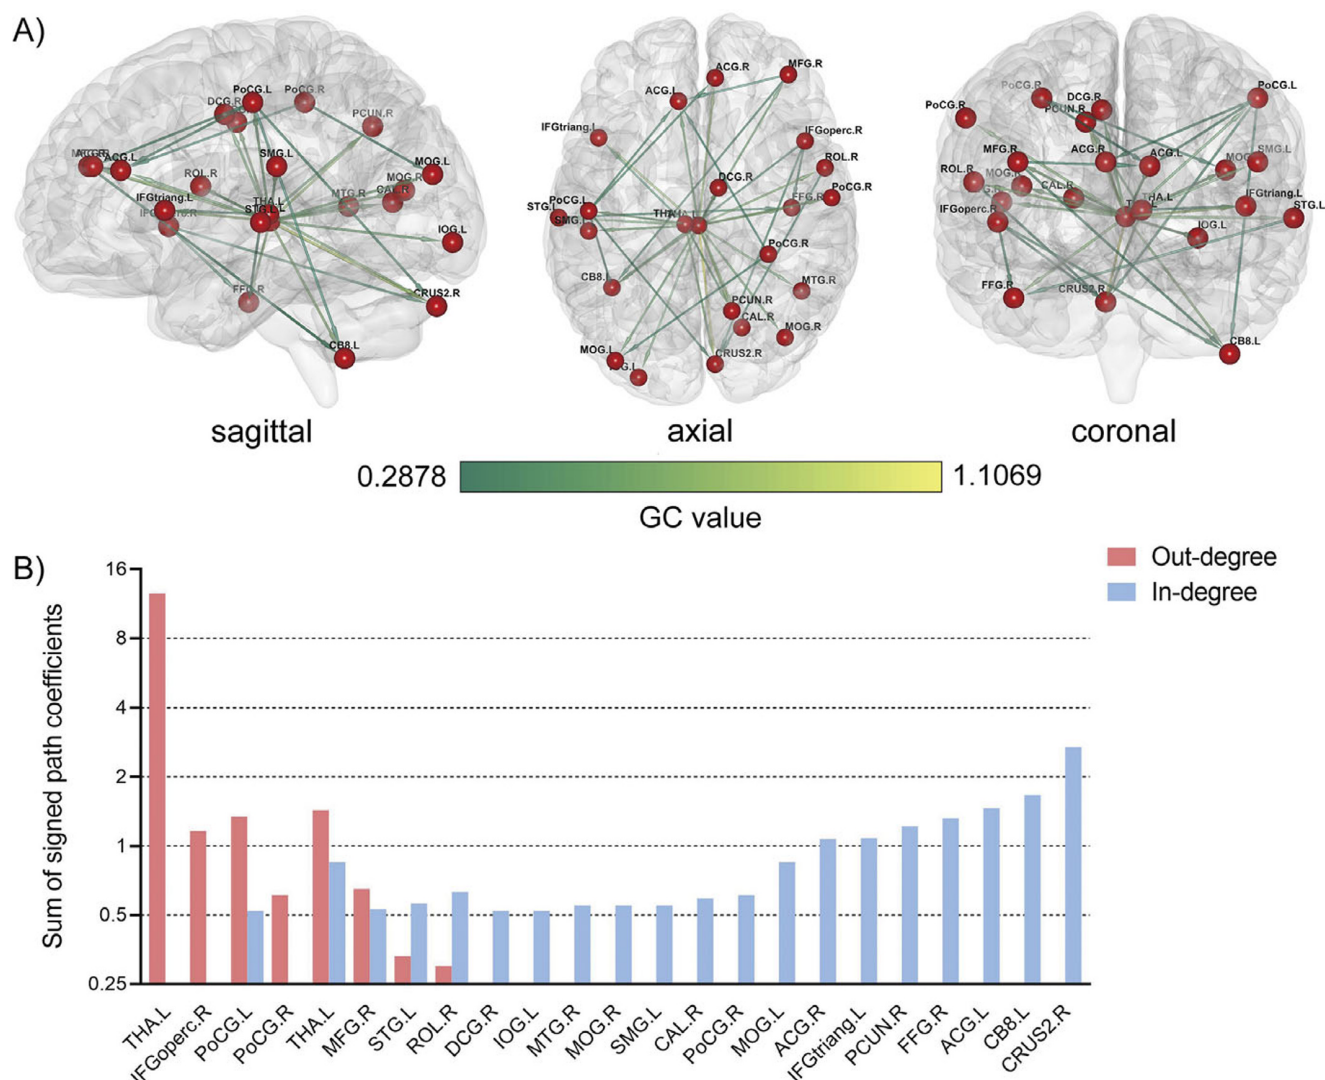 A)
PoCG.L
PoCG.R
DCG.R
PCUN.R
ACG.R
ACG.L
SMG.L
MOG.L
ROL.R
MOG.R
CAL.R
MTG.R
IFGtriang.L
THA.L
STG.L
IOG.L
FFG.R
CRUS2.R
CB8.L
ACG.R
MFG.R
ACG.L
IFGtriang.L
IFGoperc.R
ROL.R
DCG.R
PoCG.R
FFG.R
PoCG.L
STG.L
SMG.L
PoCG.R
CB8.L
MTG.R
PCUN.R
CAL.R
MOG.R
MOG.L
CRUS2.R
PoCG.R
PoCG.L
DCG.R
PoCG.R
PCUN.R
MFG.R
ACG.R
ACG.L
SMG.L
ROL.R
MOG.R
CAL.R
IFGtriang.L
THA.L
STG.L
IFGoperc.R
IOG.L
FFG.R
CRUS2.R
CB8.L
sagittal
axial
coronal
0.2878
1.1069
GC value
B)
Out-degree
In-degree
Sum of signed path coefficients
16
8
4
2
1
0.5
0.25
THA.L
IFGoperc.R
PoCG.L
PoCG.R
THA.L
MFG.R
STG.L
ROL.R
DCG.R
IOG.L
MTG.R
MOG.R
SMG.L
CAL.R
PoCG.R
MOG.L
ACG.R
IFGtriang.L
PCUN.R
FFG.R
ACG.L
CB8.L
CRUS2.R